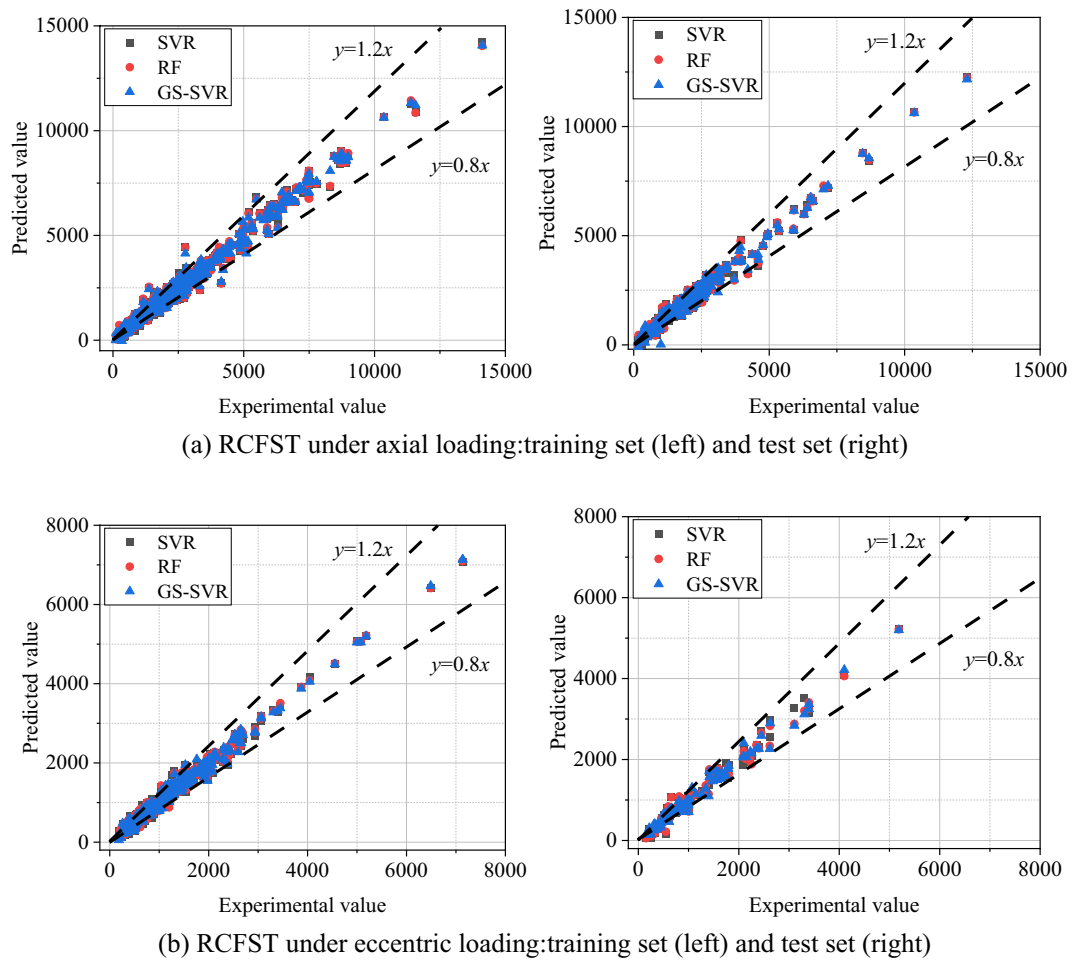 15000
10000
5000
0
0
5000
10000
15000
Predicted value
Experimental value
SVR
RF
GS-SVR
y=1.2x
y=0.8x
15000
10000
5000
0
0
5000
10000
15000
Predicted value
Experimental value
SVR
RF
GS-SVR
y=1.2x
y=0.8x
(a) RCFST under axial loading:training set (left) and test set (right)
8000
6000
4000
2000
0
0
2000
4000
6000
8000
Predicted value
Experimental value
SVR
RF
GS-SVR
y=1.2x
y=0.8x
8000
6000
4000
2000
0
0
2000
4000
6000
8000
Predicted value
Experimental value
SVR
RF
GS-SVR
y=1.2x
y=0.8x
(b) RCFST under eccentric loading:training set (left) and test set (right)